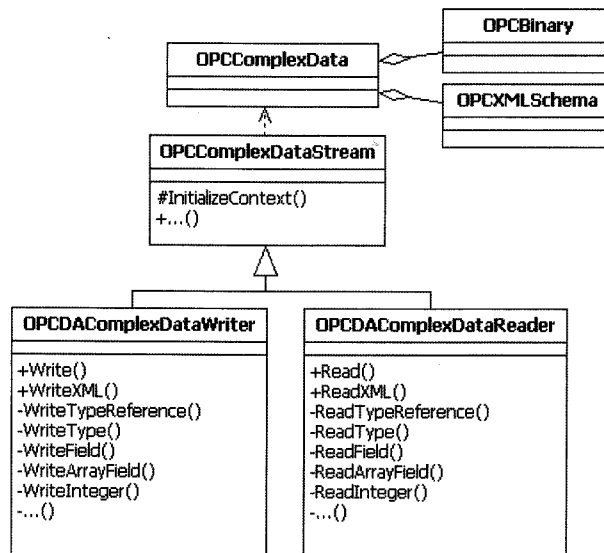 OPCBinary
OPCComplexData
OPCXMLSchema
OPCComplexDataStream
#InitializeContext()
+...()
OPCDAComplexDataWriter
+Write()
+WriteXML()
-WriteTypeReference()
-WriteType()
-WriteField()
-WriteArrayField()
-WriteInteger()
-...()
OPCDAComplexDataReader
+Read()
+ReadXML()
-ReadTypeReference()
-ReadType()
-ReadField()
-ReadArrayField()
-ReadInteger()
-...()